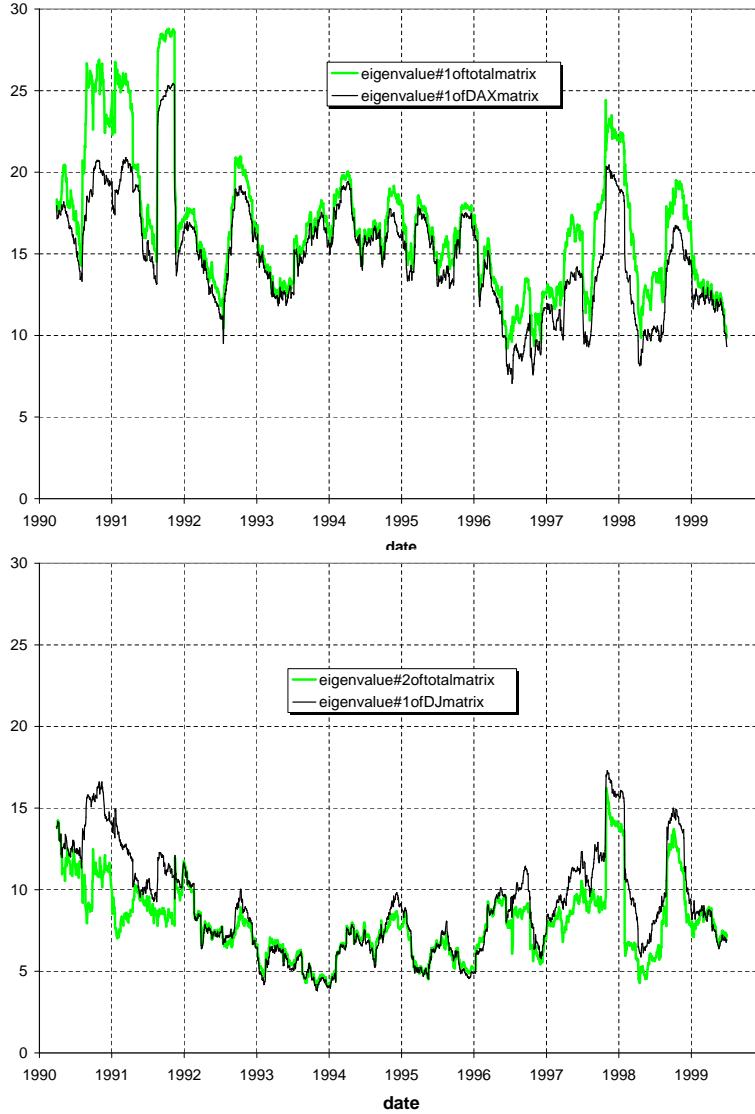 30
eigenvalue#1oftotalmatrix
eigenvalue#1ofDAXmatrix
25
20
15
10
5
0
1990 1991 1992 1993 1994 1995 1996 1997 1998 1999
date
30
25
eigenvalue#2oftotalmatrix
eigenvalue#1ofDJmatrix
20
15
10
5
0
1990 1991 1992 1993 1994 1995 1996 1997 1998 1999
date